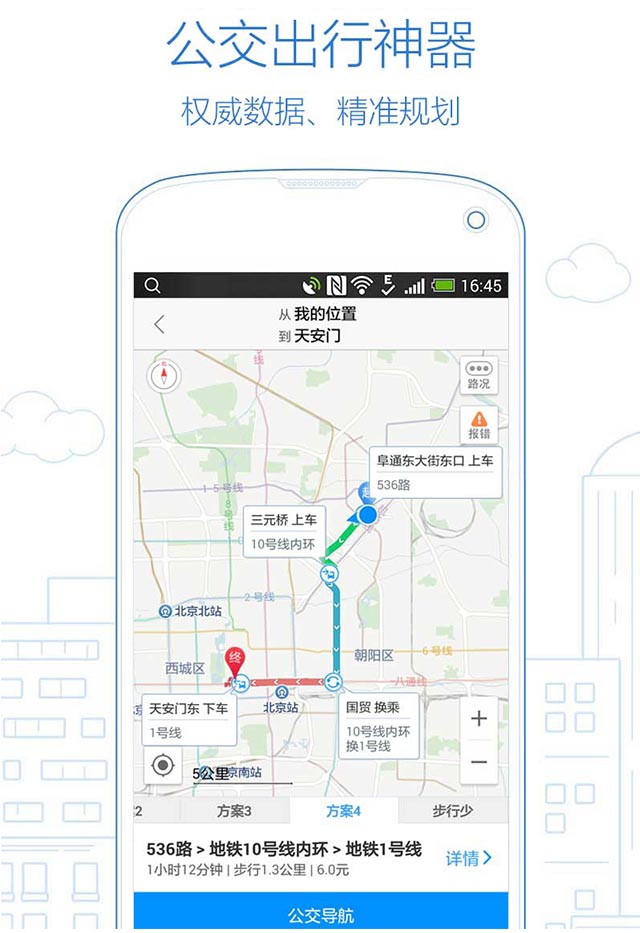 公交出行神器
权威数据、精准规划
16:45
从 我的位置
到 天安门
路况
报错
阜通东大街东口 上车
536路
起
1-5号线
8号线
三元桥 上车
10号线内环
2号线
北京北站
终
西城区
朝阳区
6号线
八通线
北京站
天安门东 下车
1号线
国贸 换乘
10号线内环
换1号线
5公里
京南站
2
方案3
方案4
步行少
536路 > 地铁10号线内环 > 地铁1号线
1小时12分钟 | 步行1.3公里 | 6.0元
详情
公交导航